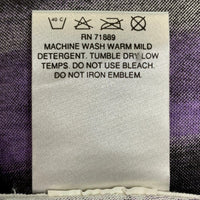 40 C
RN 71889
MACHINE WASH WARM MILD
DETERGENT. TUMBLE DRY LOW
TEMPS. DO NOT USE BLEACH.
DO NOT IRON EMBLEM.